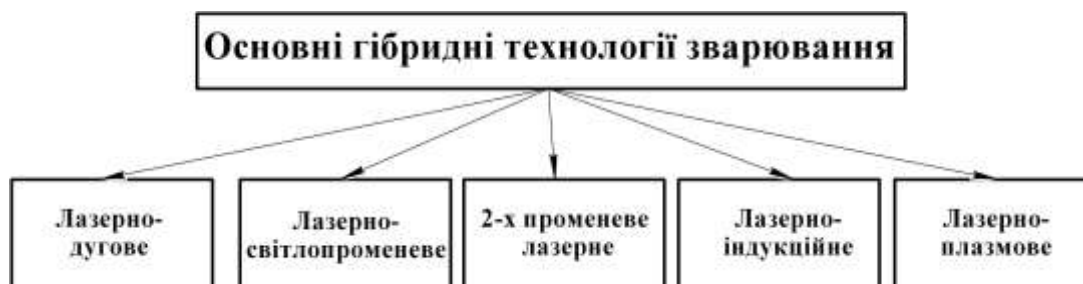 Основні гібридні технології зварювання
Лазерно-
дугове
Лазерно-
світлопроменеве
2-х променеве
лазерне
Лазерно-
індукційне
Лазерно-
плазмове